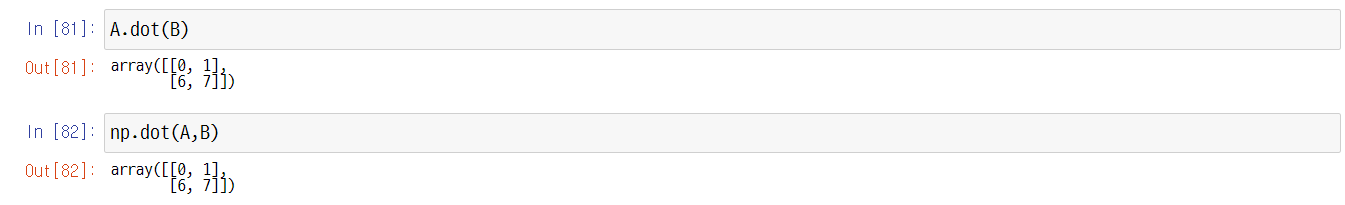 In [81]: A.dot(B)
Out[81]: array([[0, 1],
[6, 7]])
In [82]: np.dot(A,B)
Out[82]: array([[0, 1],
[6, 7]])